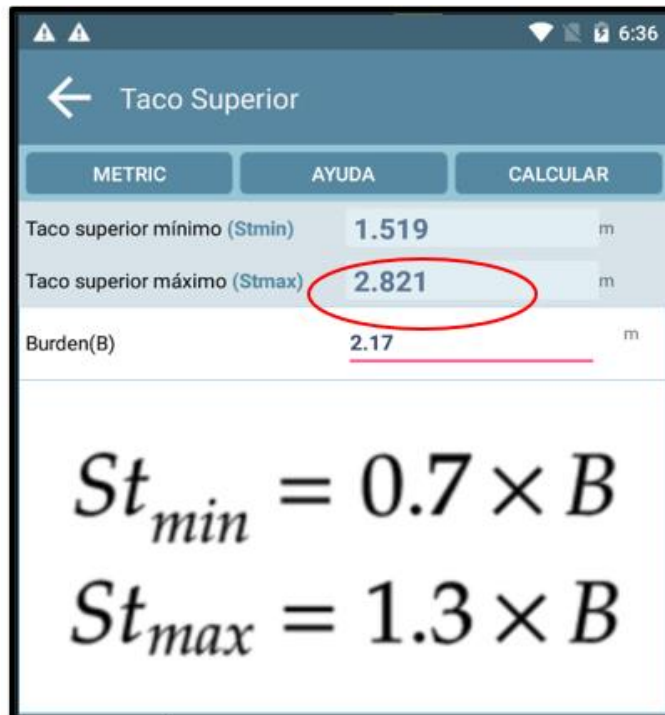 6:36
Taco Superior
METRIC AYUDA CALCULAR
Taco superior mínimo (Stmin) 1.519 m
Taco superior máximo (Stmax) 2.821 m
Burden(B) 2.17 m
St_min = 0.7 × B
St_max = 1.3 × B